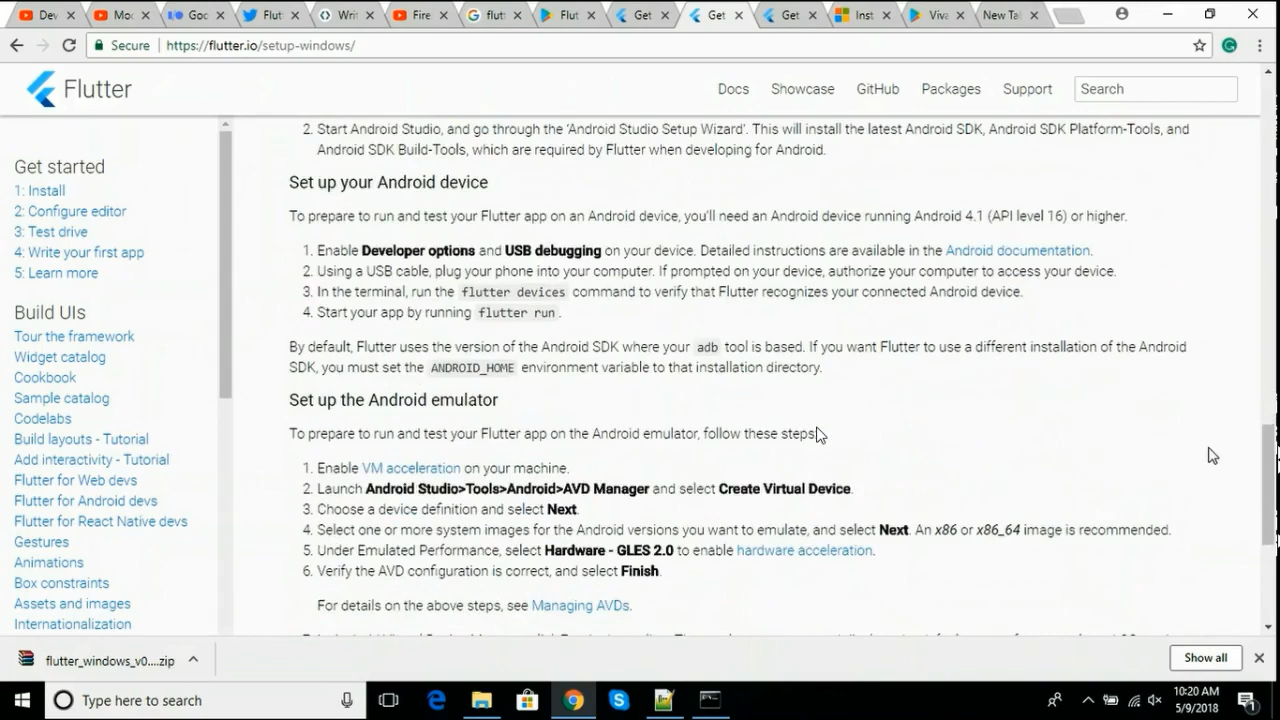 Dev
Moc
Goc
Flutt
Writ
Fire
flutt
Flut
Get
Get
Get
Inst
Viva
New Ta
Secure
https://flutter.io/setup-windows/
Flutter
Docs
Showcase
GitHub
Packages
Support
Search
Get started
1: Install
2: Configure editor
3: Test drive
4: Write your first app
5: Learn more
Build UIs
Tour the framework
Widget catalog
Cookbook
Sample catalog
Codelabs
Build layouts - Tutorial
Add interactivity - Tutorial
Flutter for Web devs
Flutter for Android devs
Flutter for React Native devs
Gestures
Animations
Box constraints
Assets and images
Internationalization
2. Start Android Studio, and go through the 'Android Studio Setup Wizard'. This will install the latest Android SDK, Android SDK Platform-Tools, and
Android SDK Build-Tools, which are required by Flutter when developing for Android.
Set up your Android device
To prepare to run and test your Flutter app on an Android device, you'll need an Android device running Android 4.1 (API level 16) or higher.
1. Enable Developer options and USB debugging on your device. Detailed instructions are available in the Android documentation.
2. Using a USB cable, plug your phone into your computer. If prompted on your device, authorize your computer to access your device.
3. In the terminal, run the flutter devices command to verify that Flutter recognizes your connected Android device.
4. Start your app by running flutter run.
By default, Flutter uses the version of the Android SDK where your adb tool is based. If you want Flutter to use a different installation of the Android
SDK, you must set the ANDROID_HOME environment variable to that installation directory.
Set up the Android emulator
To prepare to run and test your Flutter app on the Android emulator, follow these steps
1. Enable VM acceleration on your machine.
2. Launch Android Studio>Tools>Android>AVD Manager and select Create Virtual Device.
3. Choose a device definition and select Next.
4. Select one or more system images for the Android versions you want to emulate, and select Next. An x86 or x86_64 image is recommended.
5. Under Emulated Performance, select Hardware - GLES 2.0 to enable hardware acceleration.
6. Verify the AVD configuration is correct, and select Finish.
For details on the above steps, see Managing AVDs.
flutter_windows_v0....zip
Show all
Type here to search
10:20 AM
5/9/2018
1